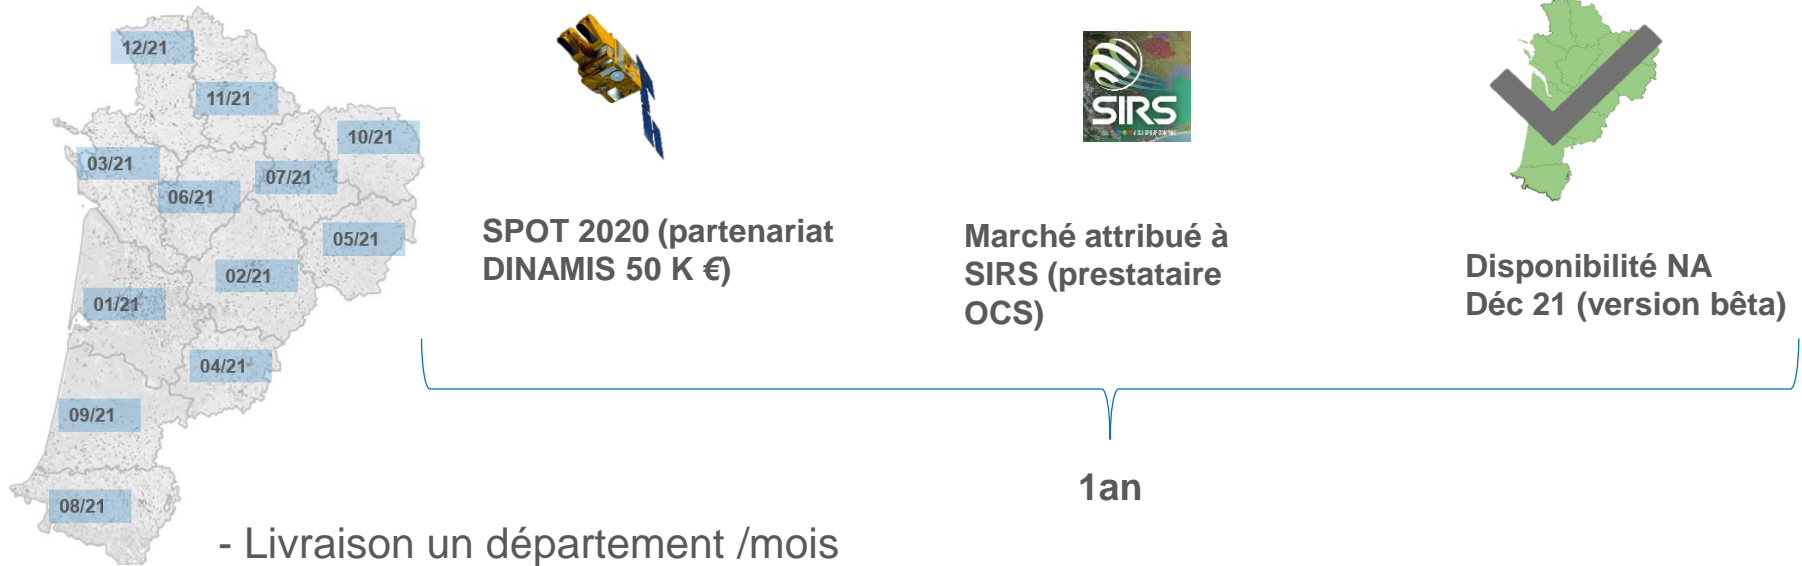 12/21
11/21
10/21
03/21
07/21
06/21
05/21
02/21
01/21
04/21
09/21
08/21
SIRS
SPOT 2020 (partenariat
DINAMIS 50 K €)
Marché attribué à
SIRS (prestataire
OCS)
Disponibilité NA
Déc 21 (version bêta)
1an
- Livraison un département /mois